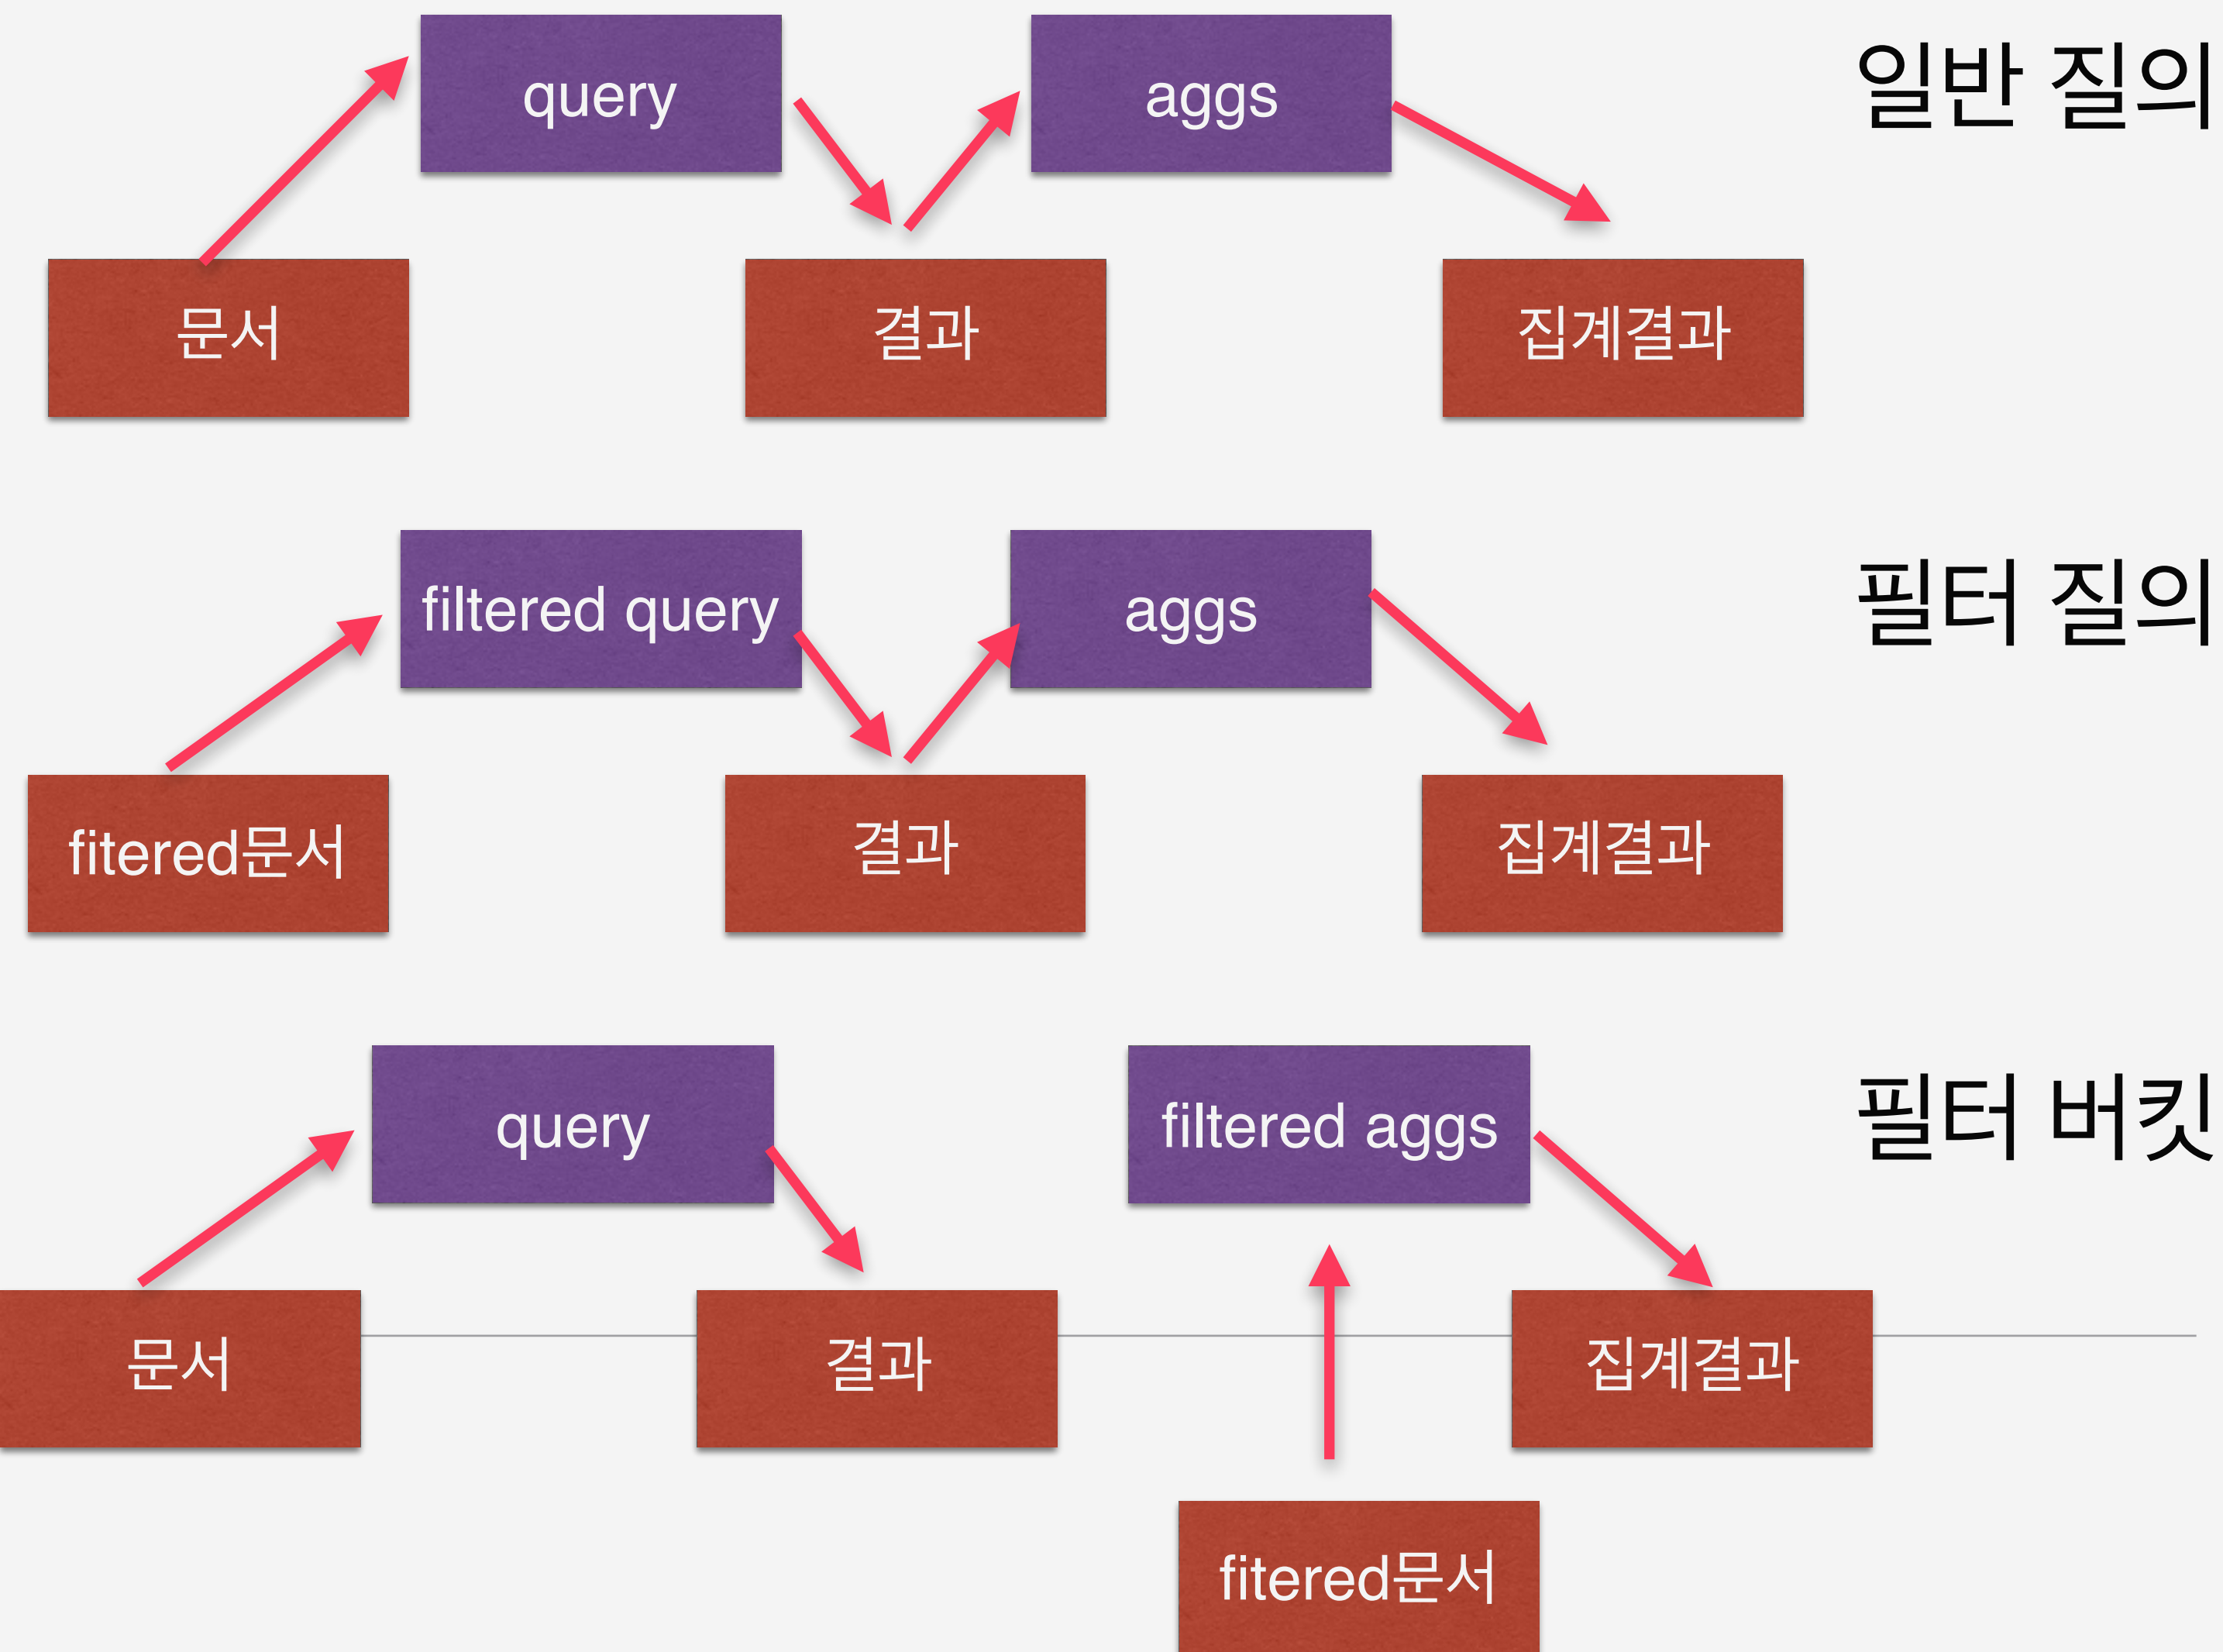 query
aggs
일반 질의
문서
결과
집계결과
filtered query
aggs
필터 질의
fitered문서
결과
집계결과
query
filtered aggs
필터 버킷
문서
결과
집계결과
fitered문서